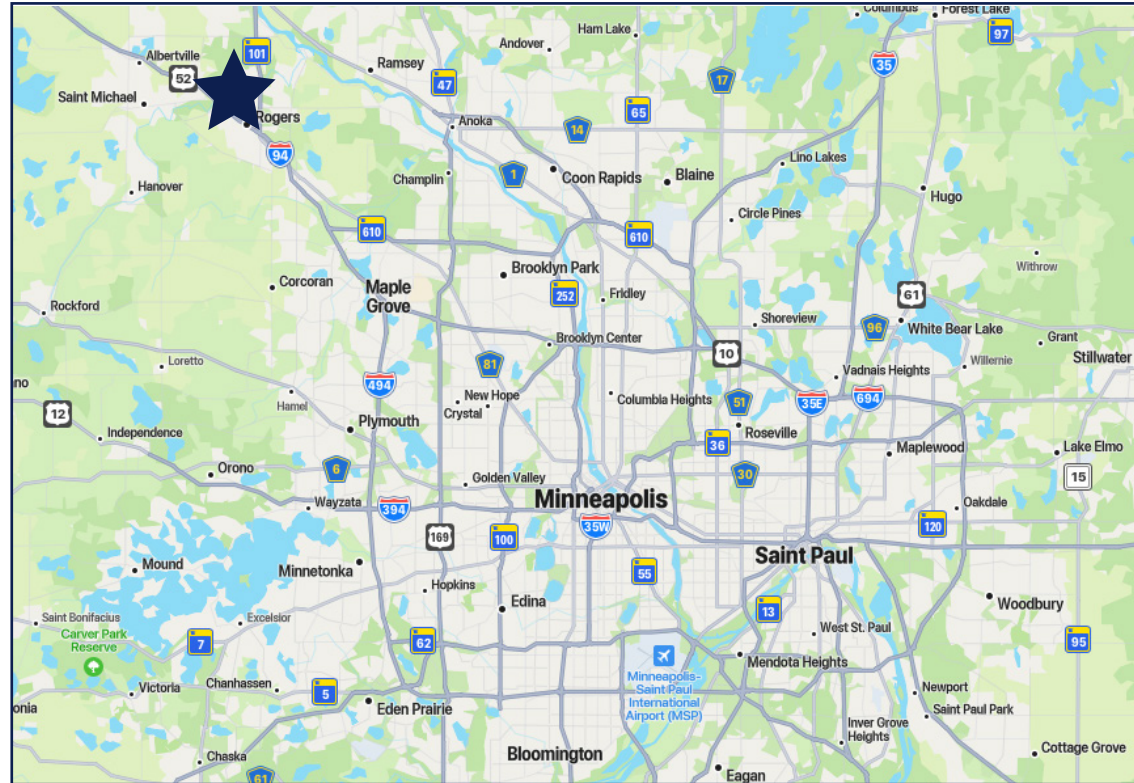 Columbus
Forest Lake
97
Ham Lake
Andover
Albertville
101
35
52
Ramsey
47
17
Saint Michael
65
Rogers
Anoka
14
94
Lino Lakes
Champlin
1
Coon Rapids
Blaine
Hanover
Hugo
Circle Pines
610
610
Withrow
Brooklyn Park
Corcoran
Maple
Grove
252
Fridley
61
Rockford
Shoreview
96
White Bear Lake
Brooklyn Center
Grant
10
Loretto
81
Willernie
Stillwater
Vadnais Heights
no
494
Hamel
New Hope
Columbia Heights
51
35E
694
12
Crystal
Plymouth
Roseville
Independence
36
Maplewood
Lake Elmo
Orono
6
Golden Valley
30
15
Wayzata
394
Minneapolis
Oakdale
35W
120
169
100
Saint Paul
Mound
Minnetonka
55
Hopkins
Edina
13
Woodbury
Saint Bonifacius
Excelsior
Carver Park
Reserve
7
62
West St. Paul
95
Mendota Heights
Minneapolis-
Saint Paul
International
Airport (MSP)
Victoria
Chanhassen
5
Eden Prairie
Newport
Saint Paul Park
onia
Inver Grove
Heights
Chaska
Bloomington
Cottage Grove
61
Eagan